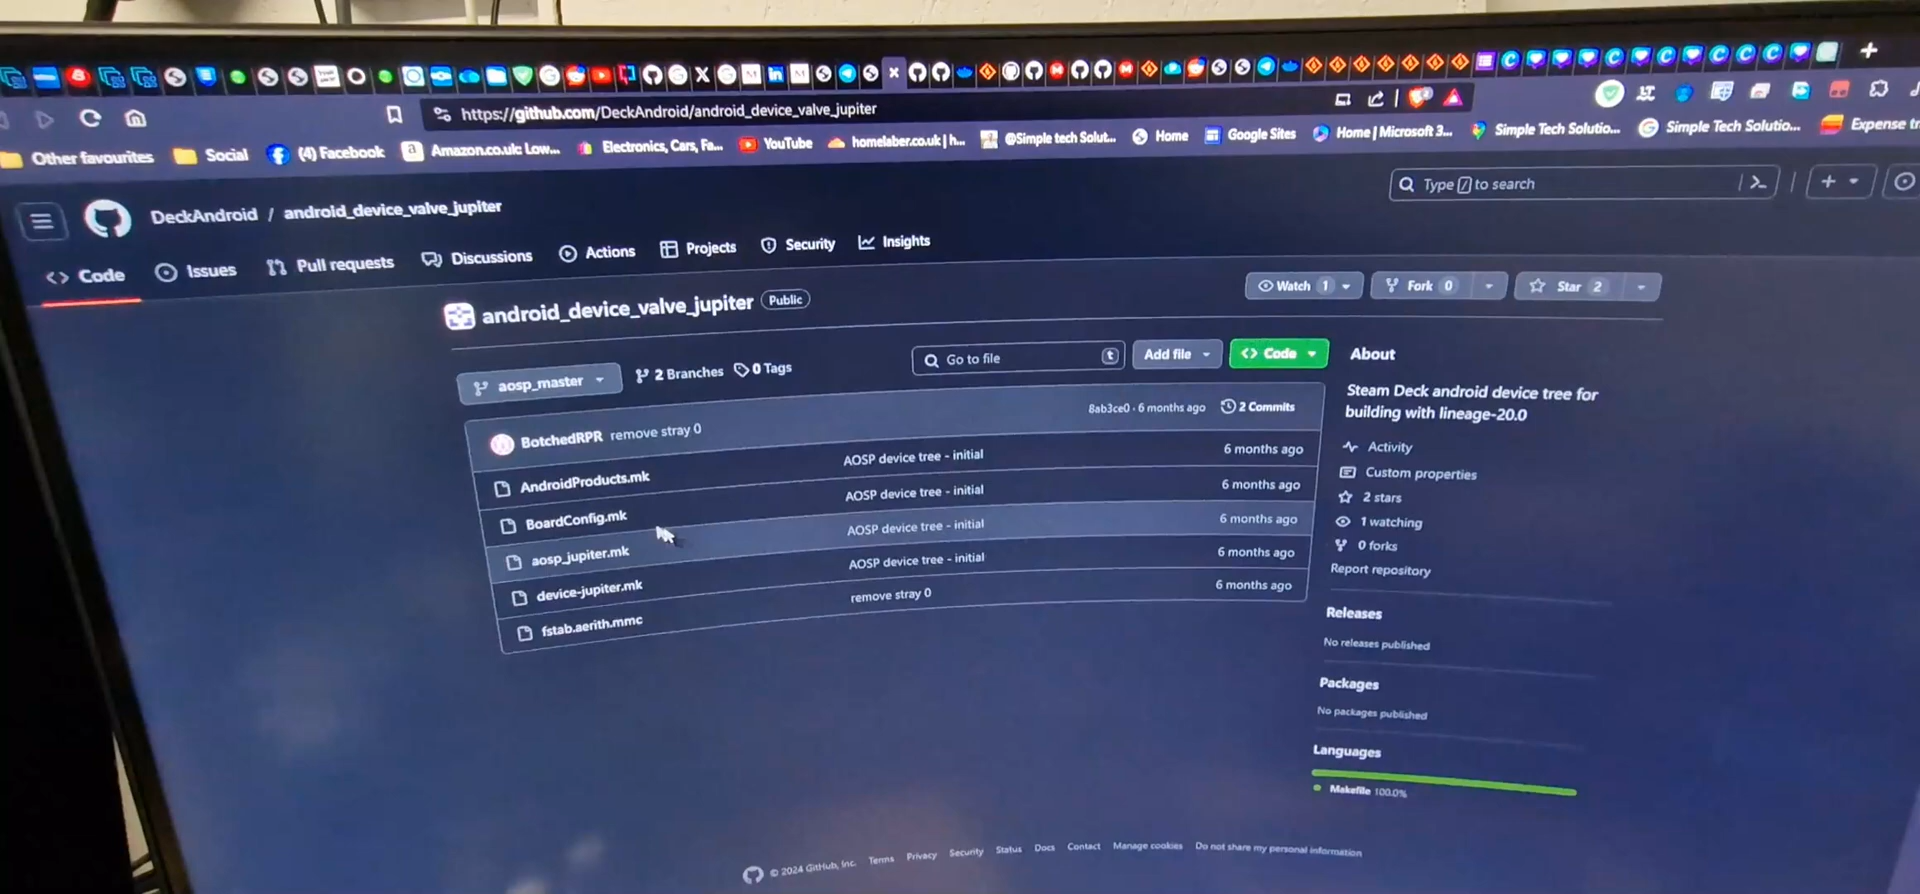 https://github.com/DeckAndroid/android_device_valve_jupiter
Other favourites
Social
(4) Facebook
Amazon.co.uk: Low...
Electronics, Cars, Fa...
YouTube
homelaber.co.uk | h...
@Simple tech Solut...
Home
Google Sites
Home | Microsoft 3...
Simple Tech Solutio...
Simple Tech Solutio...
Expense tr
DeckAndroid / android_device_valve_jupiter
Type / to search
Code
Issues
Pull requests
Discussions
Actions
Projects
Security
Insights
android_device_valve_jupiter Public
Watch 1
Fork 0
Star 2
aosp_master
2 Branches
0 Tags
Go to file t
Add file
Code
BotchedRPR remove stray 0 8ab3ce0 · 6 months ago 2 Commits
AndroidProducts.mk AOSP device tree - initial 6 months ago
BoardConfig.mk AOSP device tree - initial 6 months ago
aosp_jupiter.mk AOSP device tree - initial 6 months ago
device-jupiter.mk AOSP device tree - initial 6 months ago
fstab.aerith.mmc remove stray 0 6 months ago
About
Steam Deck android device tree for
building with lineage-20.0
Activity
Custom properties
2 stars
1 watching
0 forks
Report repository
Releases
No releases published
Packages
No packages published
Languages
Makefile 100.0%
© 2024 GitHub, Inc. Terms Privacy Security Status Docs Contact Manage cookies Do not share my personal information